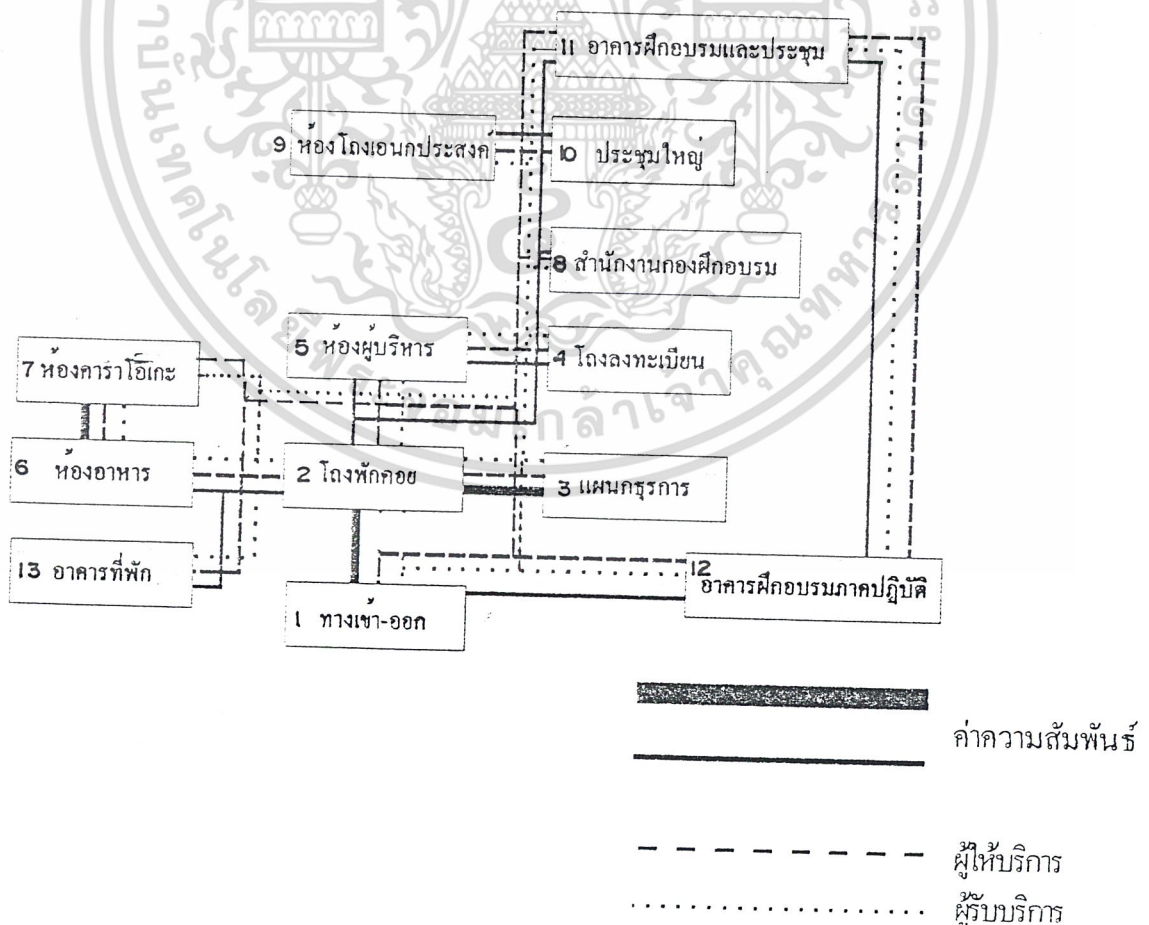 11 อาคารฝึกอบรมและประชุม
9 ห้องโถงเอนกประสงค์
10 ประชุมใหญ่
8 สำนักงานกองฝึกอบรม
5 ห้องผู้บริหาร
4 โถงลงทะเบียน
7 ห้องคาราโอ๊เกะ
6 ห้องอาหาร
2 โถงพักคอย
3 แผนกธุรการ
13 อาคารที่พัก
12
อาคารฝึกอบรมภาคปฎิบัติ
1 ทางเข้า-ออก
ค่าความสัมพันธ์
ผู้ให้บริการ
ผู้รับบริการ